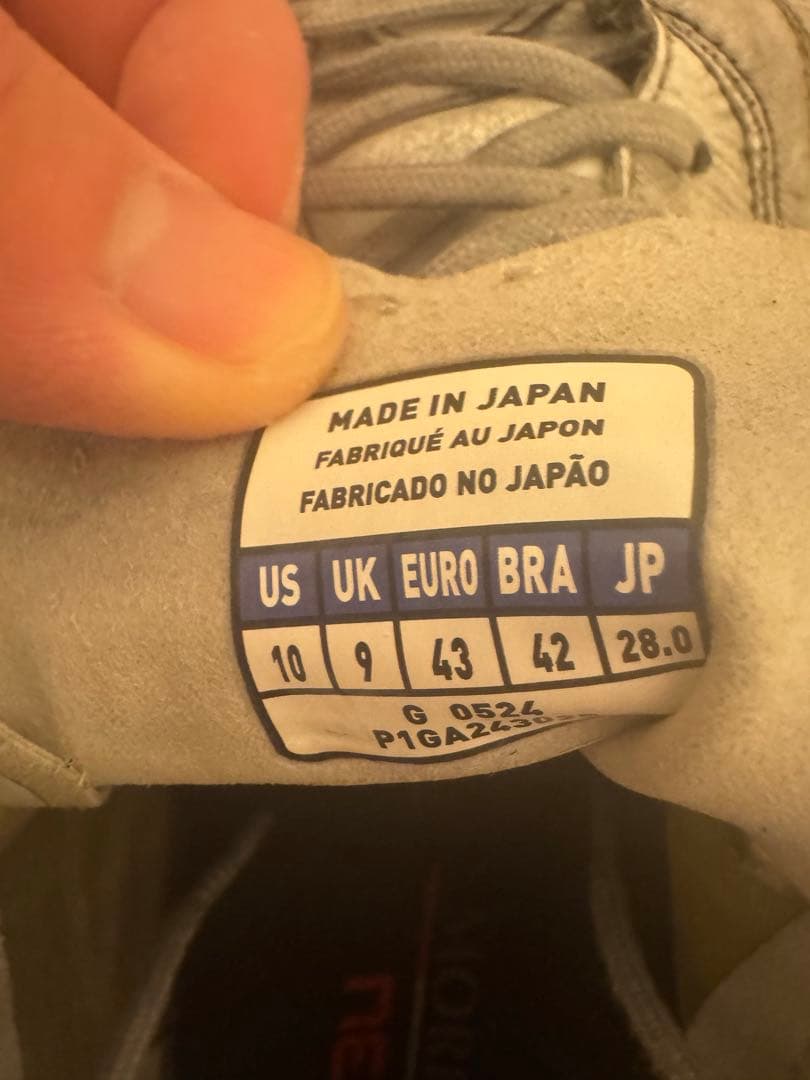 MADE IN JAPAN
FABRIQUÉ AU JAPON
FABRICADO NO JAPÃO
US UK EURO BRA JP
10 9 43 42 28.0
G 0524